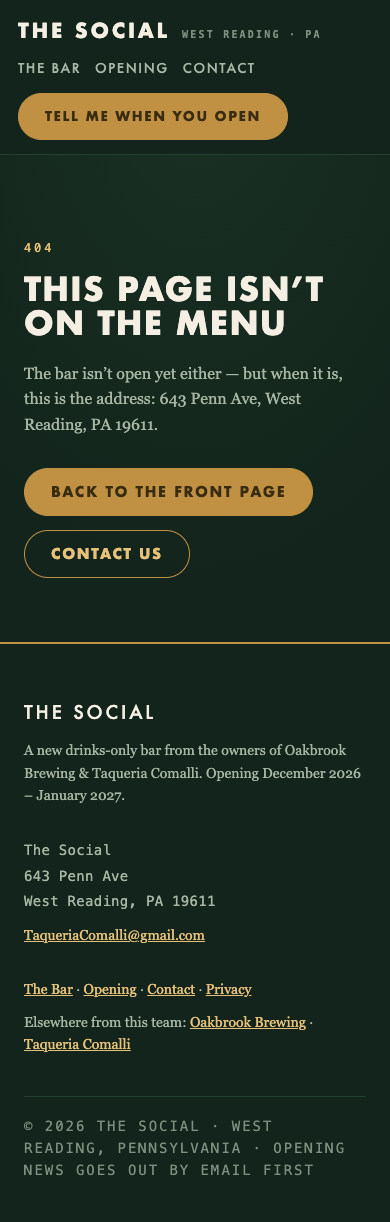 THE SOCIAL WEST READING · PA
THE BAR OPENING CONTACT
TELL ME WHEN YOU OPEN
404
THIS PAGE ISN’T
ON THE MENU
The bar isn’t open yet either — but when it is,
this is the address: 643 Penn Ave, West
Reading, PA 19611.
BACK TO THE FRONT PAGE
CONTACT US
THE SOCIAL
A new drinks-only bar from the owners of Oakbrook
Brewing & Taqueria Comalli. Opening December 2026
– January 2027.
The Social
643 Penn Ave
West Reading, PA 19611
TaqueriaComalli@gmail.com
The Bar · Opening · Contact · Privacy
Elsewhere from this team: Oakbrook Brewing ·
Taqueria Comalli
© 2026 THE SOCIAL · WEST
READING, PENNSYLVANIA · OPENING
NEWS GOES OUT BY EMAIL FIRST